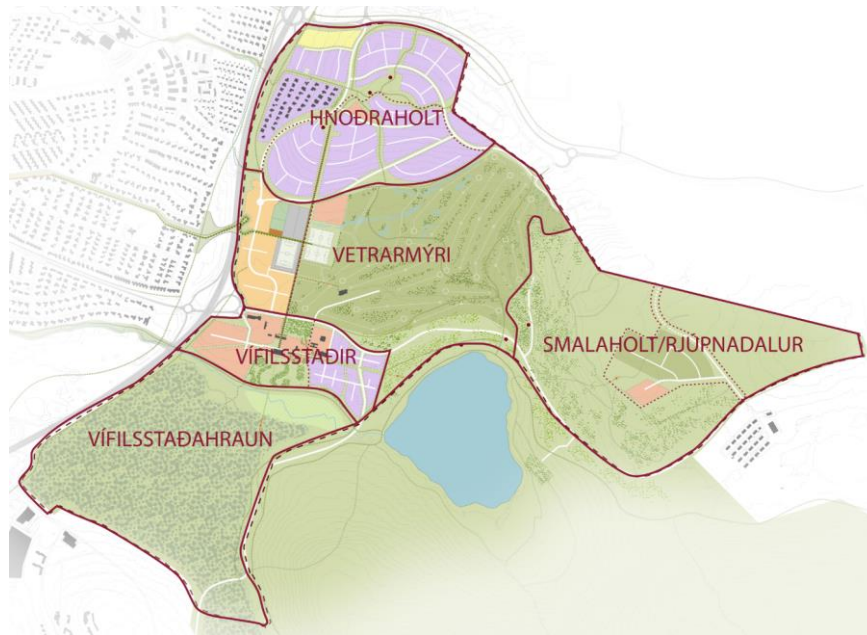 HNOÐRAHOLT
VETRARMÝRI
VÍFILSSTAÐIR
SMALAHOLT/RJÚPNADALUR
VÍFILSSTAÐAHRAUN